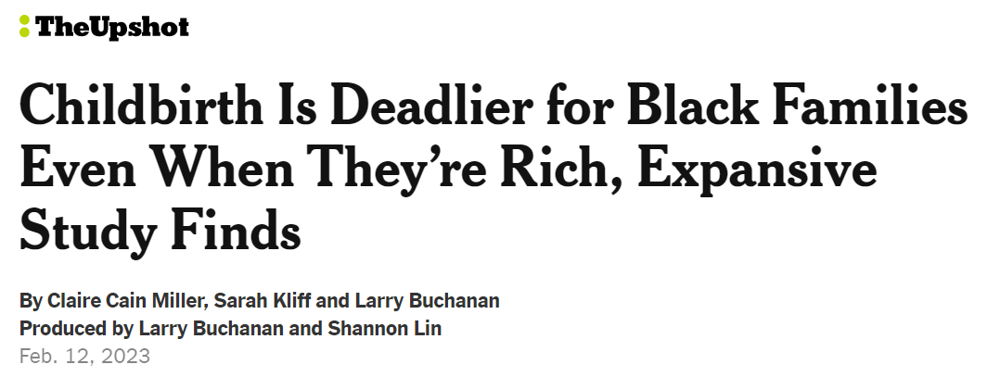 TheUpshot
Childbirth Is Deadlier for Black Families
Even When They’re Rich, Expansive
Study Finds
By Claire Cain Miller, Sarah Kliff and Larry Buchanan
Produced by Larry Buchanan and Shannon Lin
Feb. 12, 2023